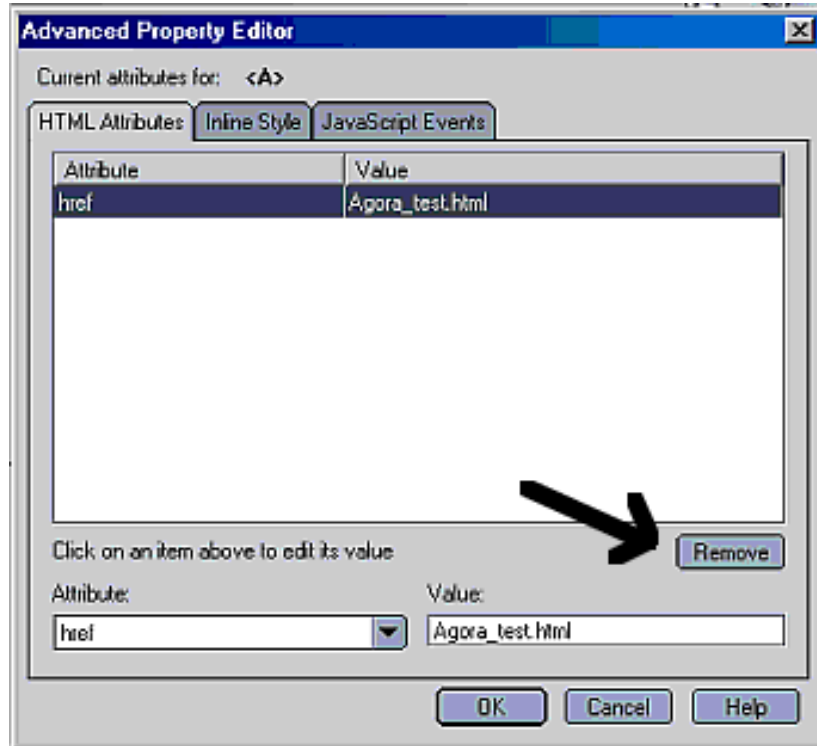 Advanced Property Editor
Current attributes for: <A>
HTML Attributes Inline Style JavaScript Events
Attribute Value
href Agora_test.html
Click on an item above to edit its value
Remove
Attribute: Value:
href Agora_test.html
OK Cancel Help